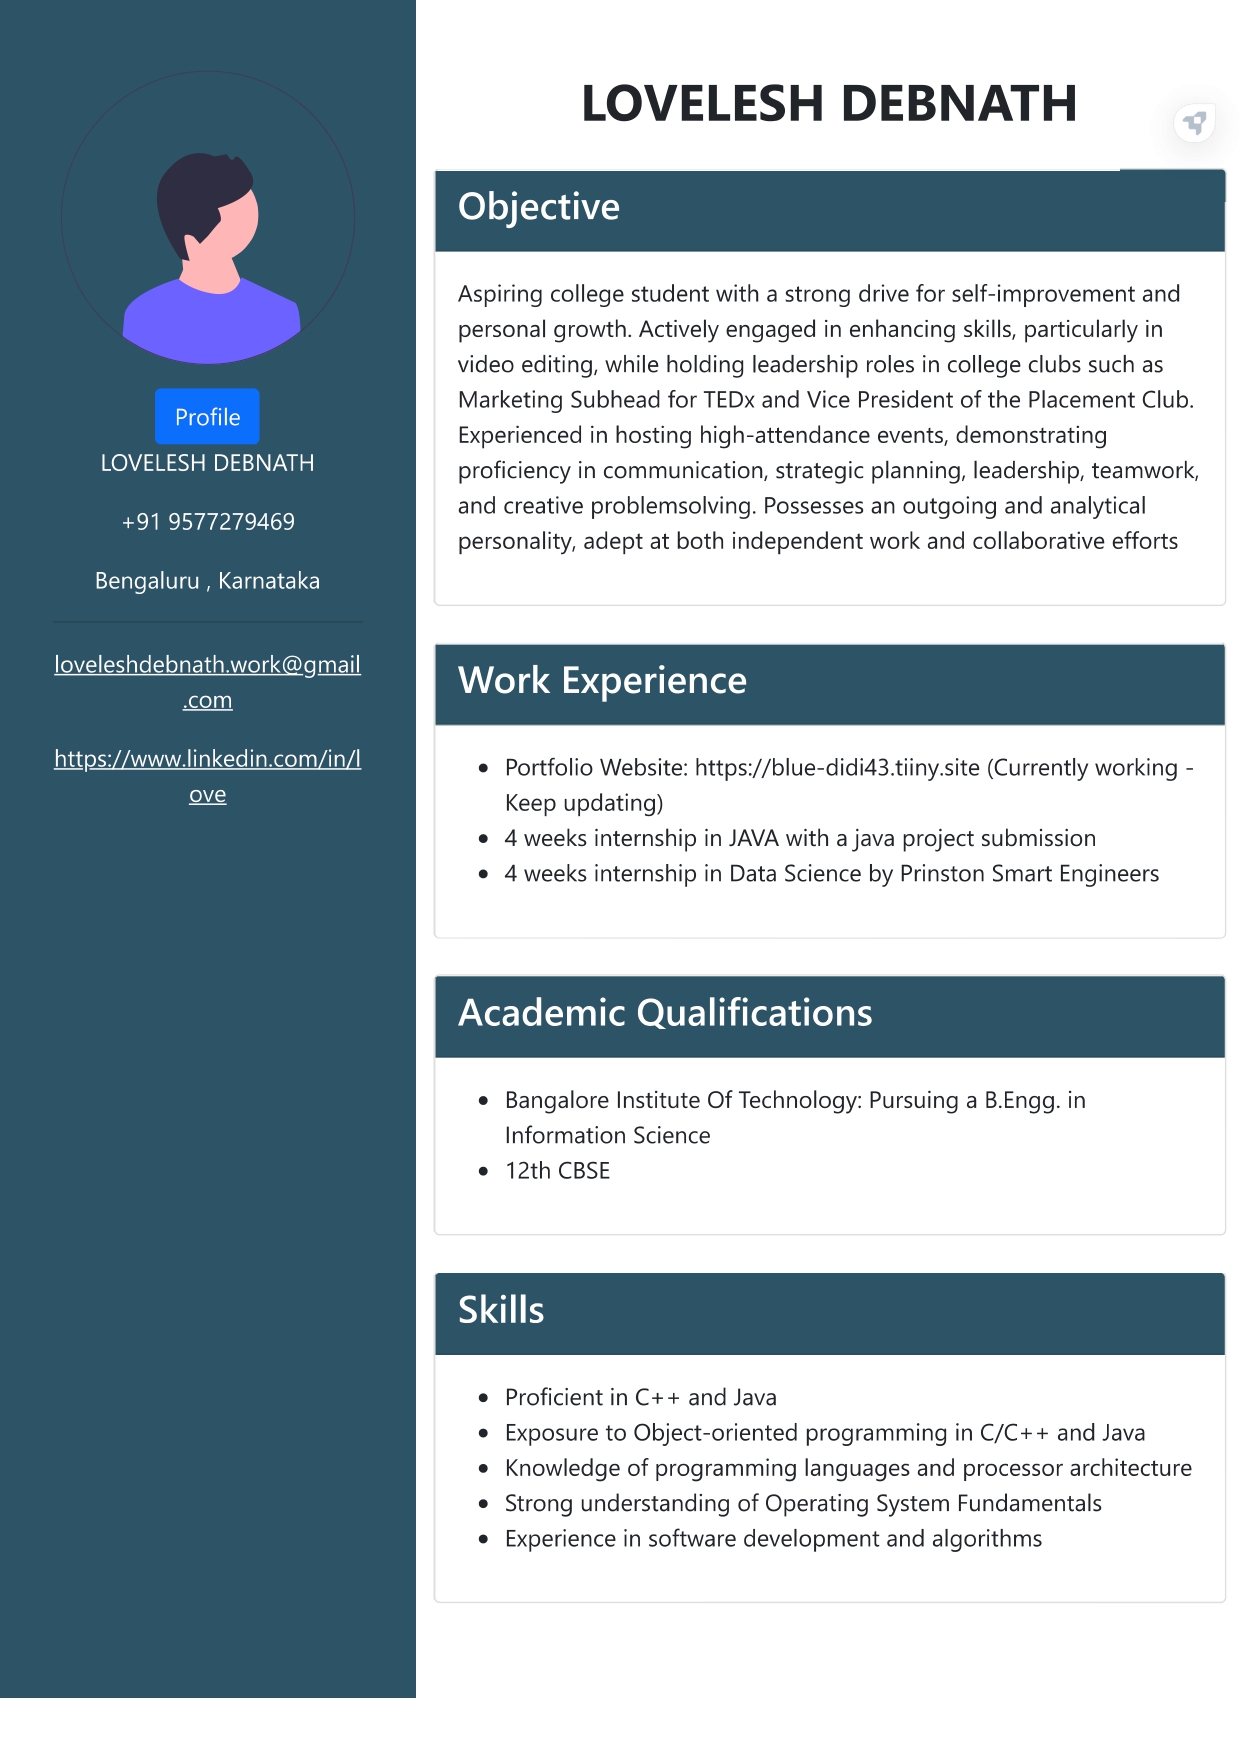 LOVELESH DEBNATH
Profile
LOVELESH DEBNATH
+91 9577279469
Bengaluru , Karnataka
loveleshdebnath.work@gmail
.com
https://www.linkedin.com/in/l
ove
Objective
Aspiring college student with a strong drive for self-improvement and
personal growth. Actively engaged in enhancing skills, particularly in
video editing, while holding leadership roles in college clubs such as
Marketing Subhead for TEDx and Vice President of the Placement Club.
Experienced in hosting high-attendance events, demonstrating
proficiency in communication, strategic planning, leadership, teamwork,
and creative problemsolving. Possesses an outgoing and analytical
personality, adept at both independent work and collaborative efforts
Work Experience
• Portfolio Website: https://blue-didi43.tiiny.site (Currently working -
Keep updating)
• 4 weeks internship in JAVA with a java project submission
• 4 weeks internship in Data Science by Prinston Smart Engineers
Academic Qualifications
• Bangalore Institute Of Technology: Pursuing a B.Engg. in
Information Science
• 12th CBSE
Skills
• Proficient in C++ and Java
• Exposure to Object-oriented programming in C/C++ and Java
• Knowledge of programming languages and processor architecture
• Strong understanding of Operating System Fundamentals
• Experience in software development and algorithms